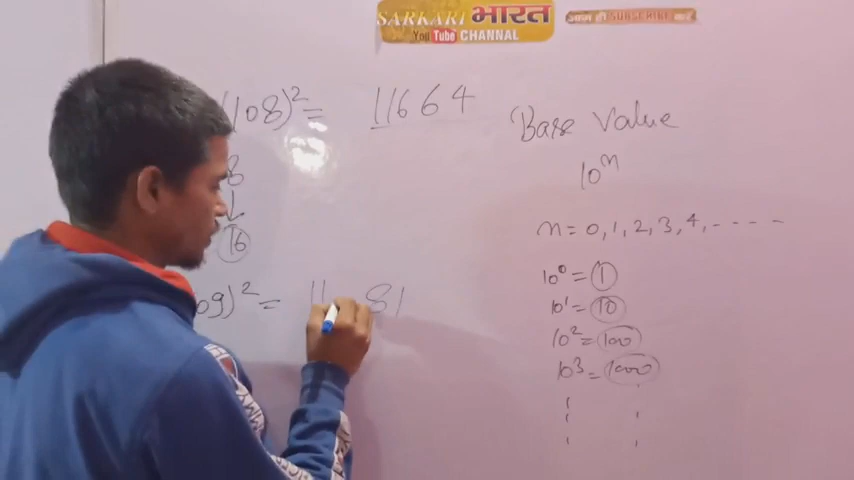 SARKARI भारत
You Tube CHANNAL
आज ही SUBSCRIBE करें
108)² = 11664
8
↓
16
09)² = 11 81
Base Value
10ⁿ
n = 0, 1, 2, 3, 4, - - - -
10⁰ = 1
10¹ = 10
10² = 100
10³ = 1000